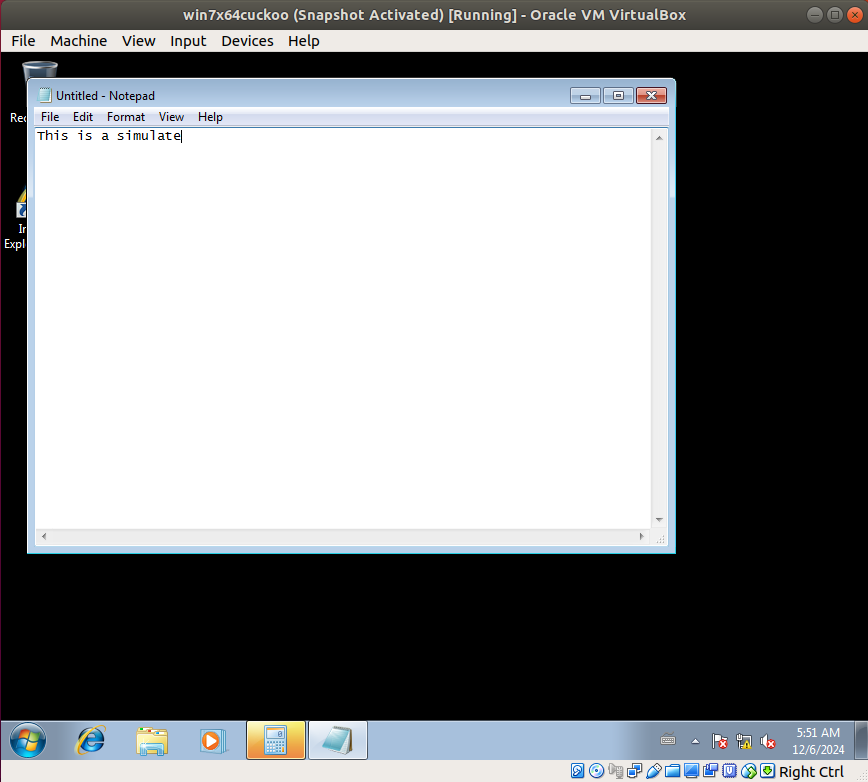 win7x64cuckoo (Snapshot Activated) [Running] - Oracle VM VirtualBox
File Machine View Input Devices Help
Untitled - Notepad
File Edit Format View Help
This is a simulate
5:51 AM
12/6/2024
Right Ctrl